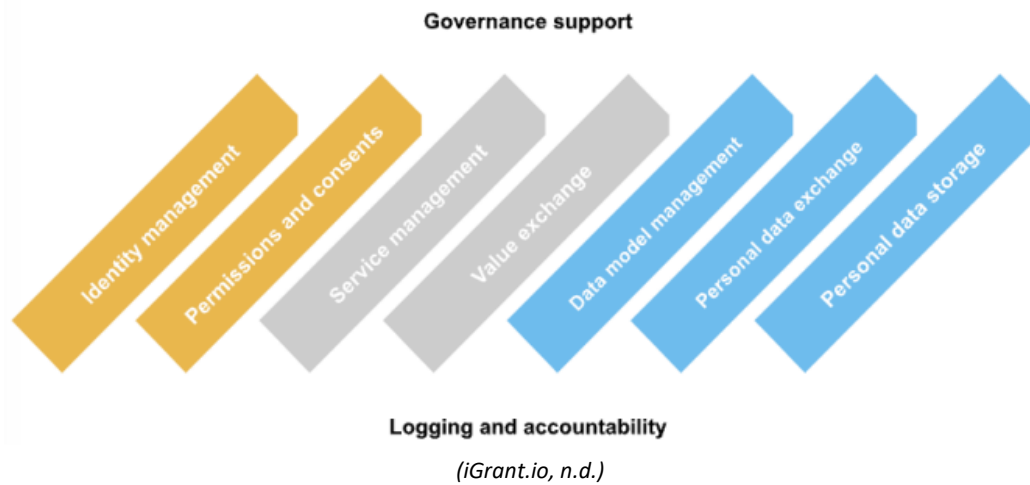 Governance support
Identity management
Permissions and consents
Service management
Value exchange
Data model management
Personal data exchange
Personal data storage
Logging and accountability
(iGrant.io, n.d.)